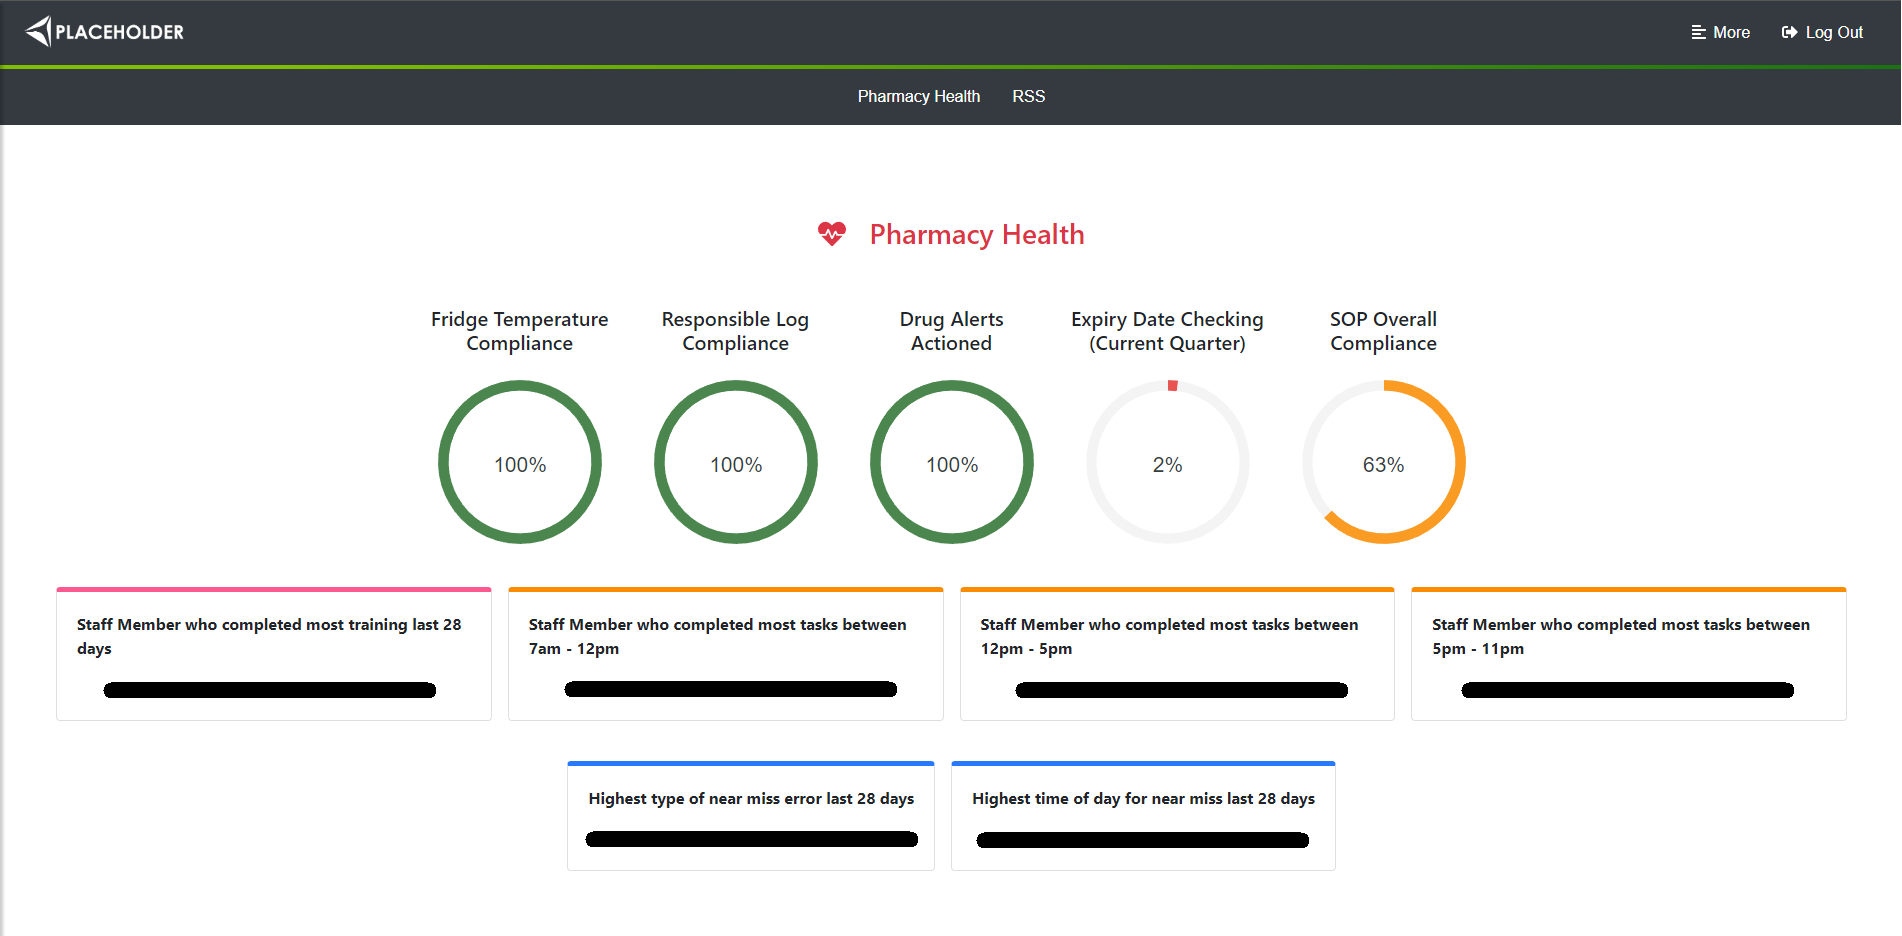 PLACEHOLDER
More
Log Out
Pharmacy Health
RSS
Pharmacy Health
Fridge Temperature
Compliance
Responsible Log
Compliance
Drug Alerts
Actioned
Expiry Date Checking
(Current Quarter)
SOP Overall
Compliance
100%
100%
100%
2%
63%
Staff Member who completed most training last 28
days
Staff Member who completed most tasks between
7am - 12pm
Staff Member who completed most tasks between
12pm - 5pm
Staff Member who completed most tasks between
5pm - 11pm
Highest type of near miss error last 28 days
Highest time of day for near miss last 28 days